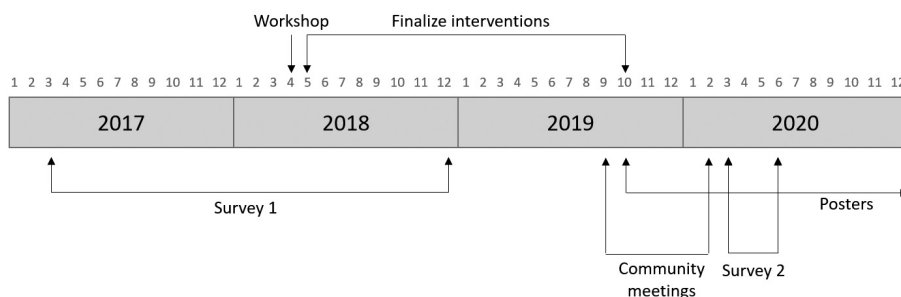 Workshop Finalize interventions
1 2 3 4 5 6 7 8 9 10 11 12 1 2 3 4 5 6 7 8 9 10 11 12 1 2 3 4 5 6 7 8 9 10 11 12 1 2 3 4 5 6 7 8 9 10 11 12
2017 2018 2019 2020
Survey 1
Posters
Community
meetings
Survey 2